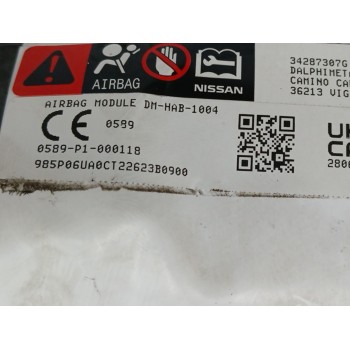 AIRBAG
NISSAN
34287307G
DALPHIMETA
CAMINO CA
36213 VIG
AIRBAG MODULE DM-HAB-1004
CE 0589
UK
CA
0589-P1-000118
280
985P06UA0CT22623B0900